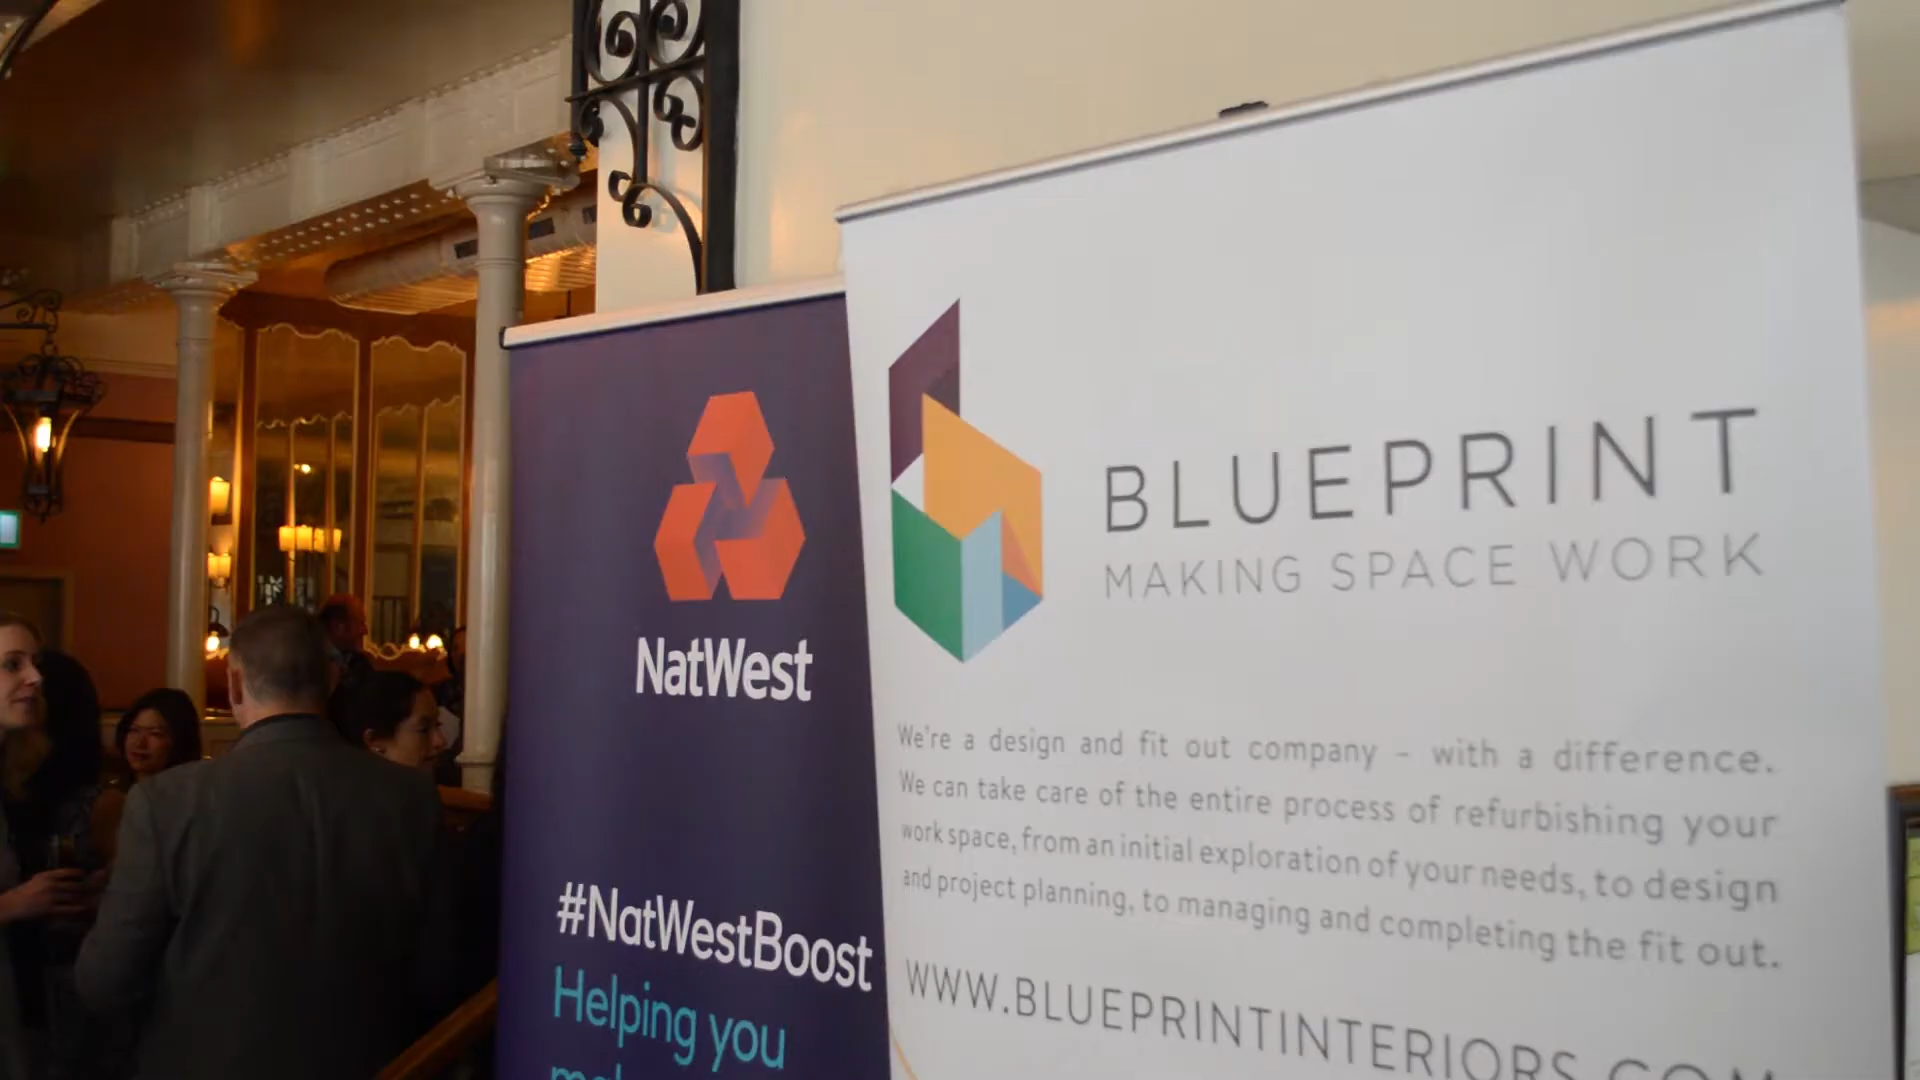 NatWest
#NatWestBoost
Helping you
BLUEPRINT
MAKING SPACE WORK
We're a design and fit out company – with a difference.
We can take care of the entire process of refurbishing your
work space, from an initial exploration of your needs, to design
and project planning, to managing and completing the fit out.
WWW.BLUEPRINTINTERIORS.COM